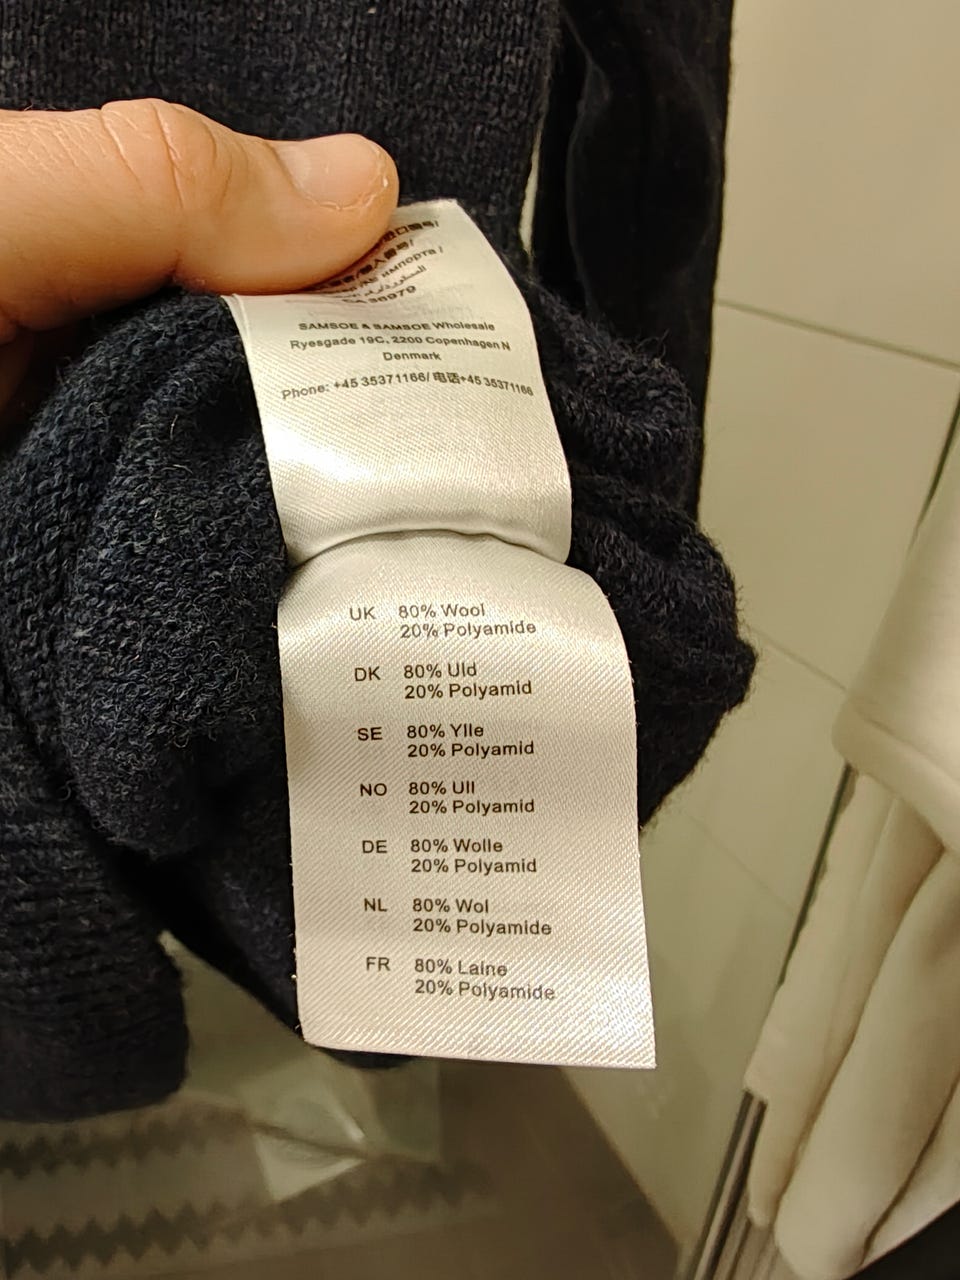 импорта /
SAMSOE & SAMSOE Wholesale
Ryesgade 19C, 2200 Copenhagen N
Denmark
Phone: +45 35371166/ 电话+45 35371166
UK 80% Wool
20% Polyamide
DK 80% Uld
20% Polyamid
SE 80% Ylle
20% Polyamid
NO 80% Ull
20% Polyamid
DE 80% Wolle
20% Polyamid
NL 80% Wol
20% Polyamide
FR 80% Laine
20% Polyamide